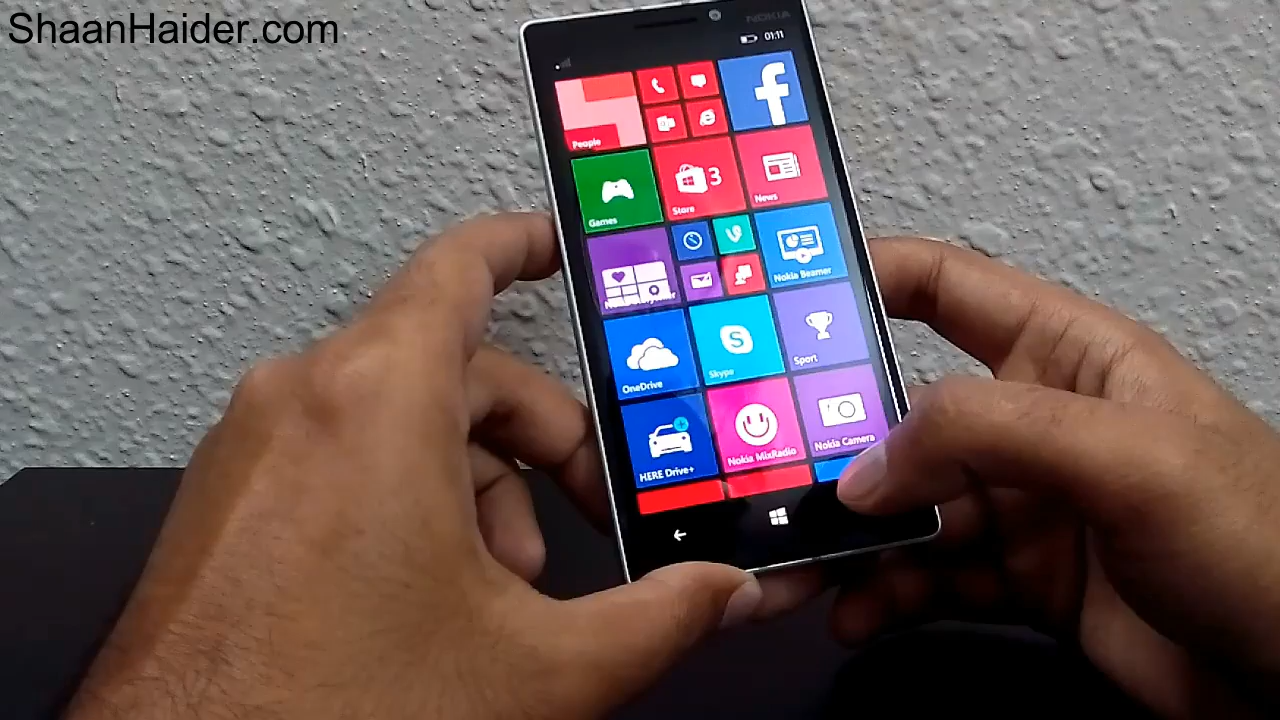 ShaanHaider.com
NOKIA
01:11
People
Games
Store
3
News
Nokia Beamer
OneDrive
Skype
Sport
HERE Drive+
Nokia MixRadio
Nokia Camera